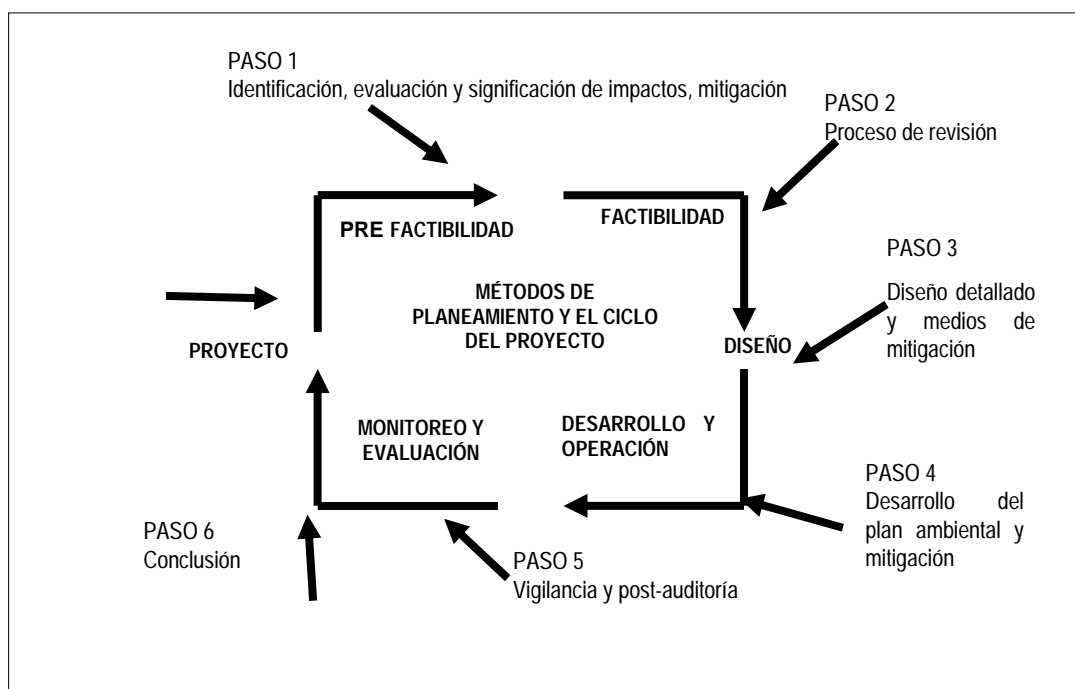 PASO 1
Identificación, evaluación y significación de impactos, mitigación
PASO 2
Proceso de revisión
FACTIBILIDAD
PRE FACTIBILIDAD
PASO 3
Diseño detallado
y medios de
mitigación
MÉTODOS DE
PLANEAMIENTO Y EL CICLO
DEL PROYECTO
PROYECTO
DISEÑO
MONITOREO Y
EVALUACIÓN
DESARROLLO Y
OPERACIÓN
PASO 4
Desarrollo del
plan ambiental y
mitigación
PASO 6
Conclusión
PASO 5
Vigilancia y post-auditoría